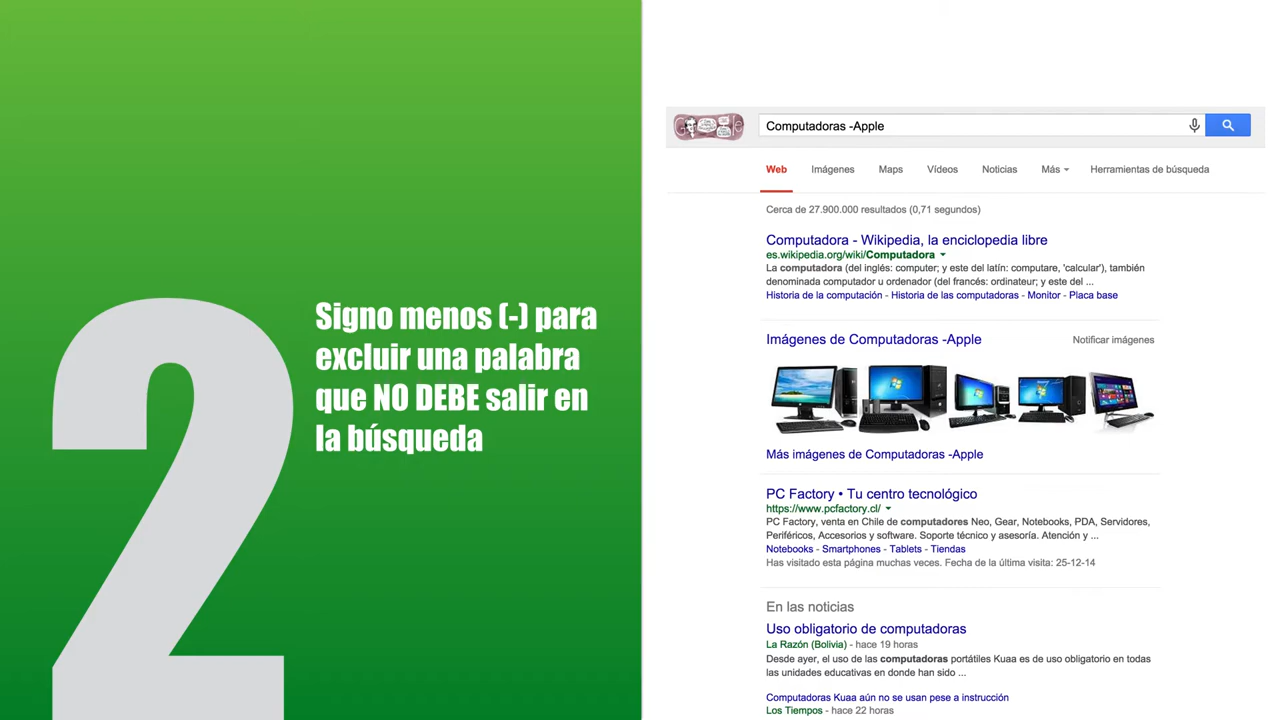 2
Signo menos (-) para
excluir una palabra
que NO DEBE salir en
la búsqueda
Computadoras -Apple
Web Imágenes Maps Vídeos Noticias Más Herramientas de búsqueda
Cerca de 27.900.000 resultados (0,71 segundos)
Computadora - Wikipedia, la enciclopedia libre
es.wikipedia.org/wiki/Computadora
La computadora (del inglés: computer; y este del latín: computare, 'calcular'), también
denominada computador u ordenador (del francés: ordinateur; y este del ...
Historia de la computación - Historia de las computadoras - Monitor - Placa base
Imágenes de Computadoras -Apple Notificar imágenes
Más imágenes de Computadoras -Apple
PC Factory • Tu centro tecnológico
https://www.pcfactory.cl/
PC Factory, venta en Chile de computadores Neo, Gear, Notebooks, PDA, Servidores,
Periféricos, Accesorios y software. Soporte técnico y asesoría. Atención y ...
Notebooks - Smartphones - Tablets - Tiendas
Has visitado esta página muchas veces. Fecha de la última visita: 25-12-14
En las noticias
Uso obligatorio de computadoras
La Razón (Bolivia) - hace 19 horas
Desde ayer, el uso de las computadoras portátiles Kuaa es de uso obligatorio en todas
las unidades educativas en donde han sido ...
Computadoras Kuaa aún no se usan pese a instrucción
Los Tiempos - hace 22 horas